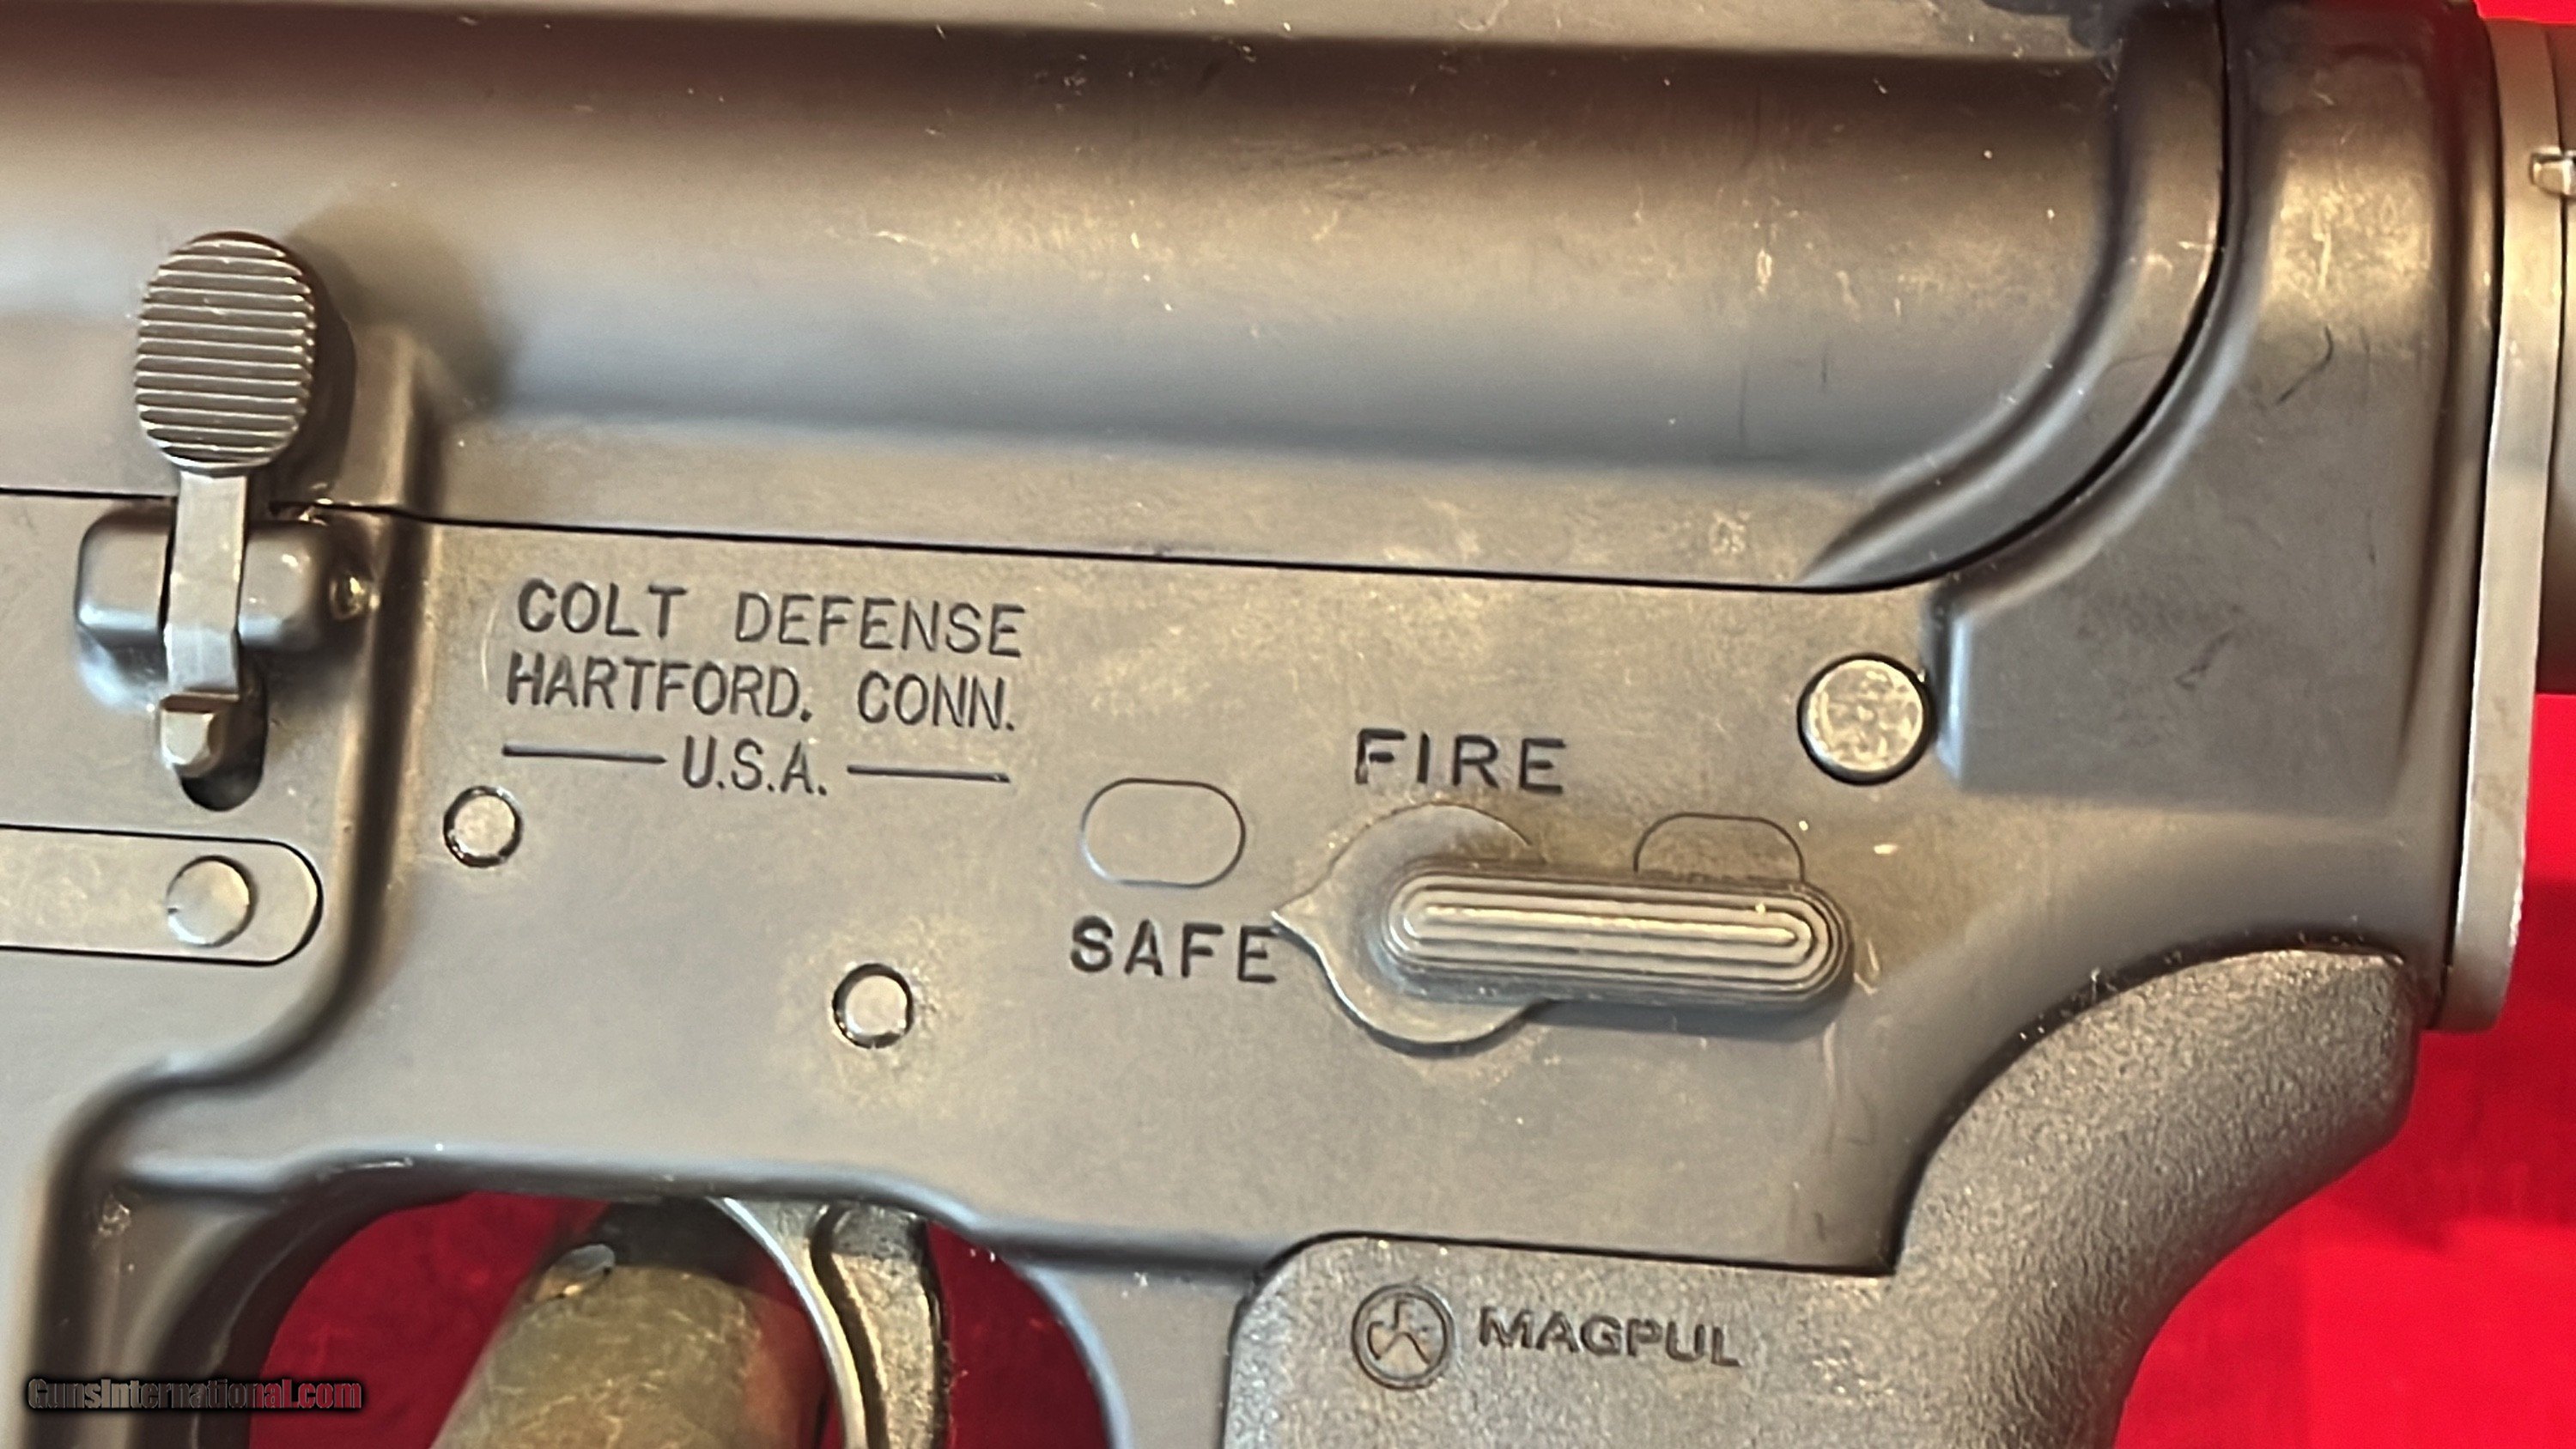 COLT DEFENSE
HARTFORD. CONN.
U.S.A.
FIRE
SAFE
MAGPUL
GunsInternational.com